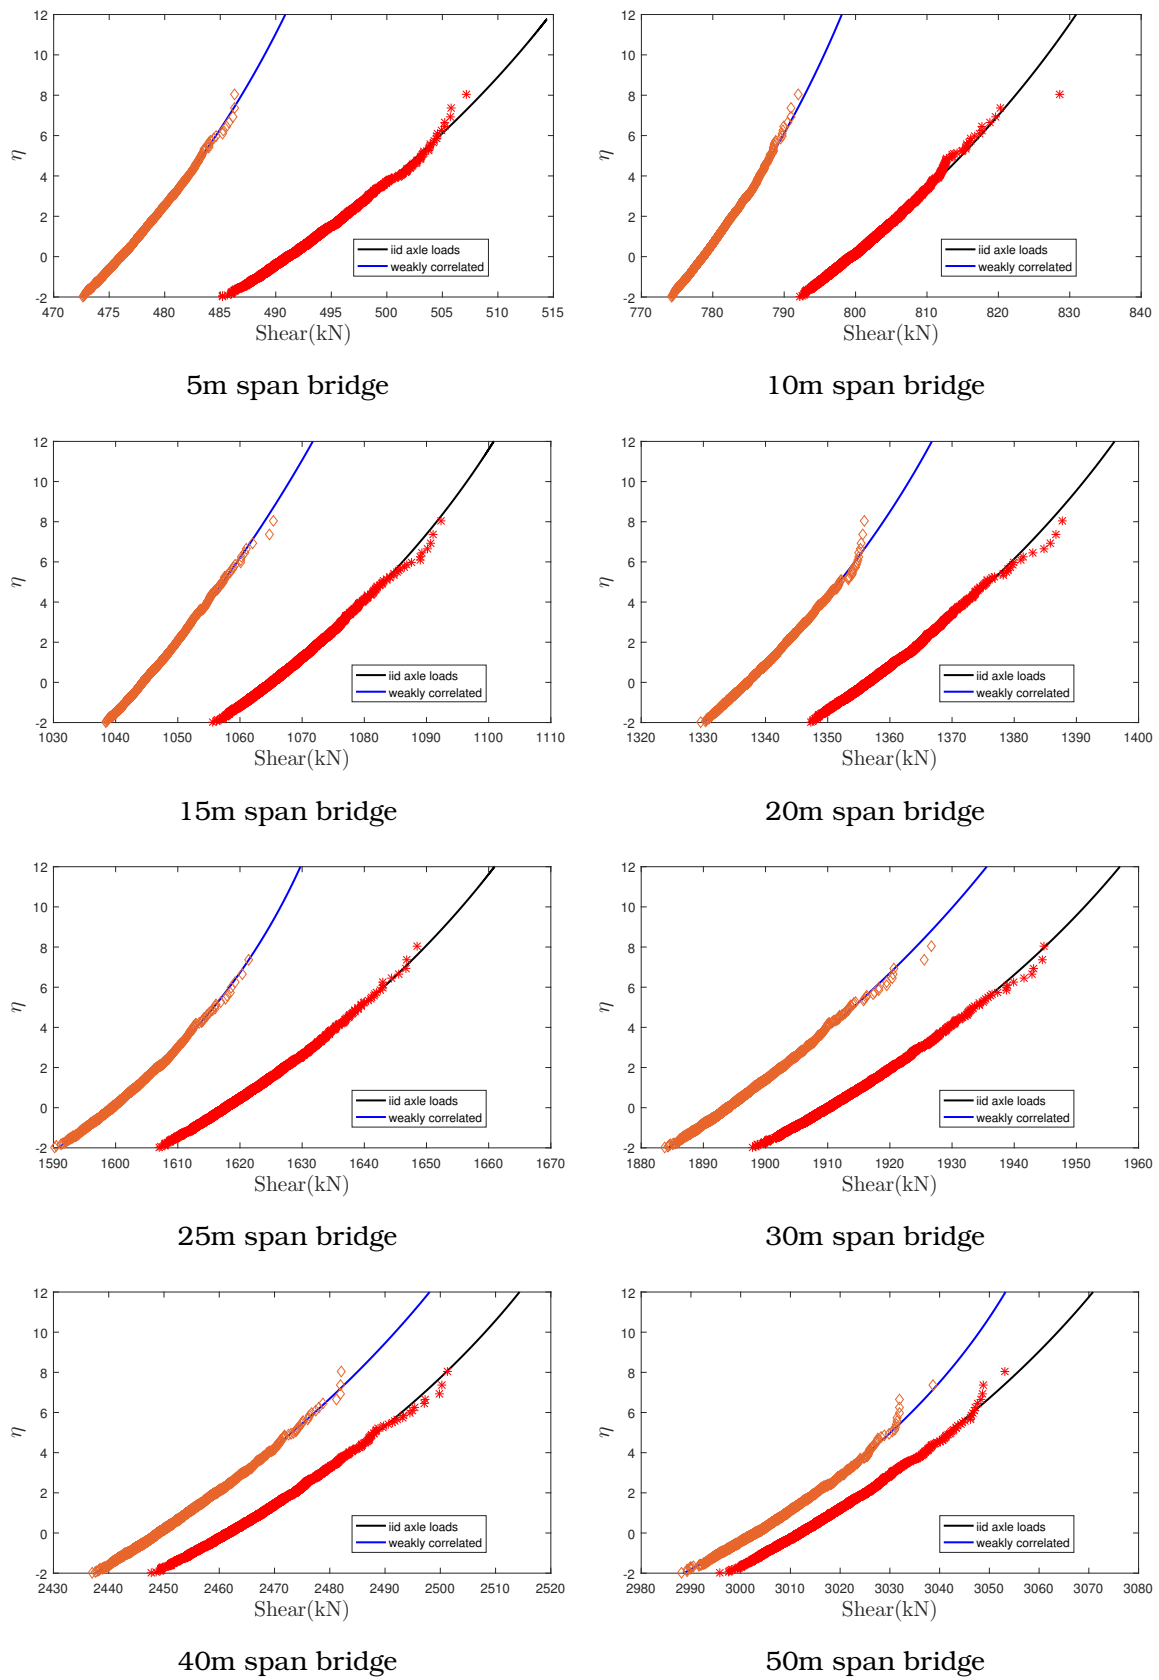 12
10
8
6
4
2
0
-2
η
470 475 480 485 490 495 500 505 510 515
Shear(kN)
iid axle loads
weakly correlated
5m span bridge
12
10
8
6
4
2
0
-2
η
770 780 790 800 810 820 830 840
Shear(kN)
iid axle loads
weakly correlated
10m span bridge
12
10
8
6
4
2
0
-2
η
1030 1040 1050 1060 1070 1080 1090 1100 1110
Shear(kN)
iid axle loads
weakly correlated
15m span bridge
12
10
8
6
4
2
0
-2
η
1320 1330 1340 1350 1360 1370 1380 1390 1400
Shear(kN)
iid axle loads
weakly correlated
20m span bridge
12
10
8
6
4
2
0
-2
η
1590 1600 1610 1620 1630 1640 1650 1660 1670
Shear(kN)
iid axle loads
weakly correlated
25m span bridge
12
10
8
6
4
2
0
-2
η
1880 1890 1900 1910 1920 1930 1940 1950 1960
Shear(kN)
iid axle loads
weakly correlated
30m span bridge
12
10
8
6
4
2
0
-2
η
2430 2440 2450 2460 2470 2480 2490 2500 2510 2520
Shear(kN)
iid axle loads
weakly correlated
40m span bridge
12
10
8
6
4
2
0
-2
η
2980 2990 3000 3010 3020 3030 3040 3050 3060 3070 3080
Shear(kN)
iid axle loads
weakly correlated
50m span bridge